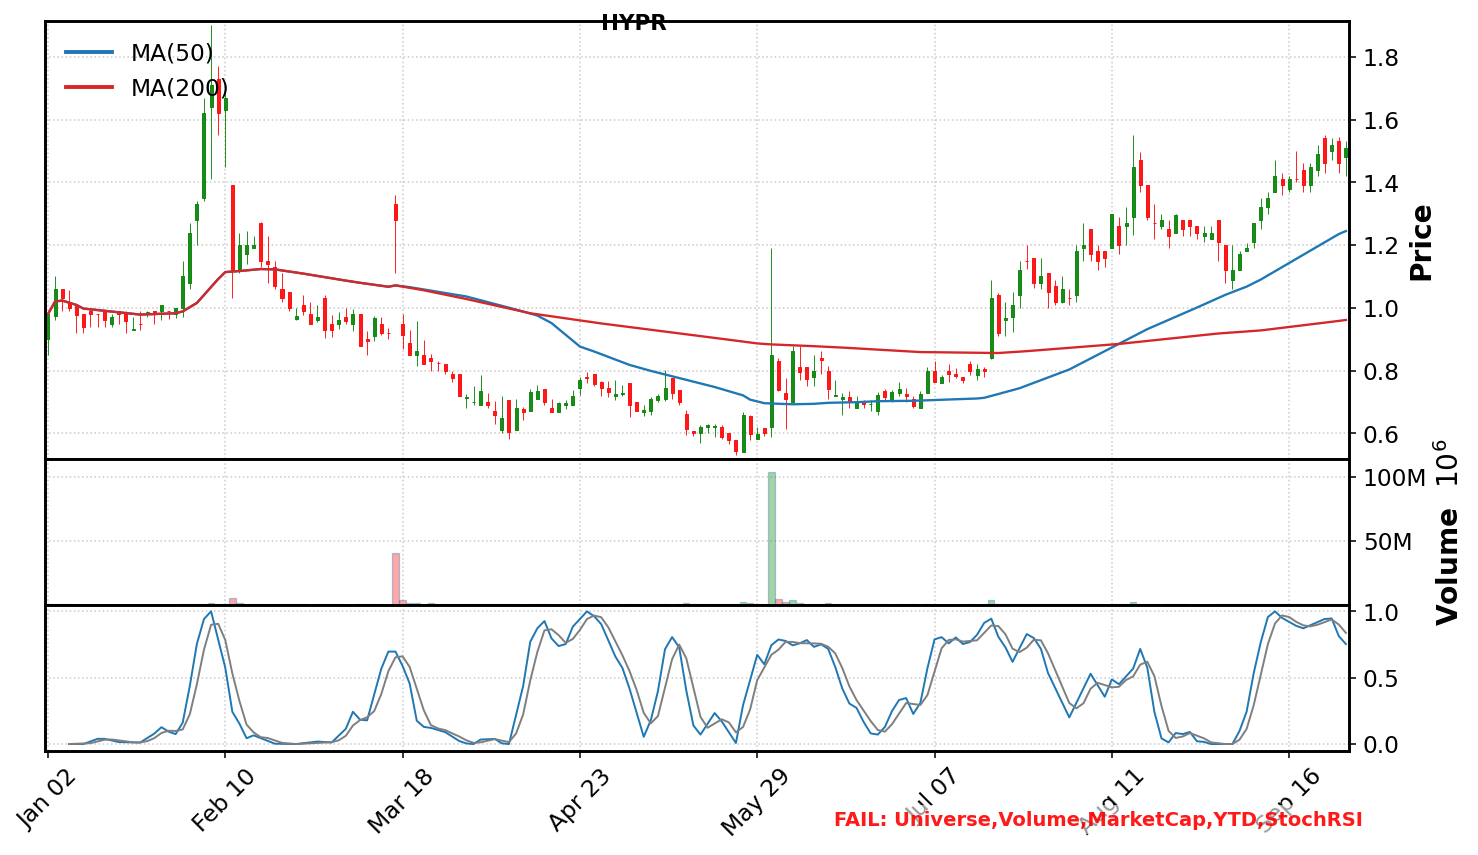 HYPR
MA(50)
MA(200)
1.8
1.6
1.4
1.2
1.0
0.8
0.6
Price
100M
50M
Volume 10^6
1.0
0.5
0.0
Jan 02
Feb 10
Mar 18
Apr 23
May 29
Jul 07
Aug 11
Sep 16
FAIL: Universe,Volume,MarketCap,YTD,StochRSI